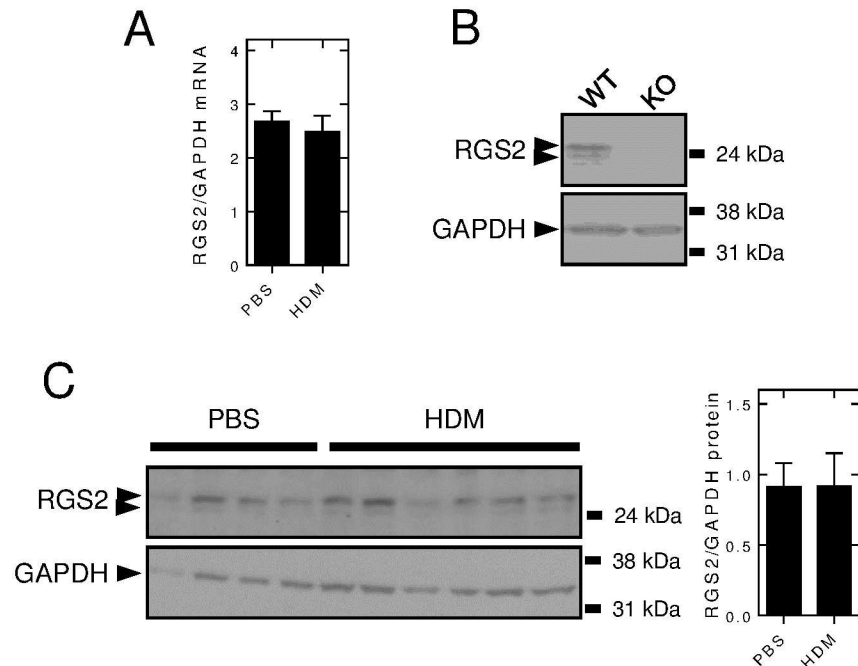 A
RGS2/GAPDH mRNA
4
3
2
1
0
PBS
HDM
B
WT
KO
RGS2
24 kDa
GAPDH
38 kDa
31 kDa
C
PBS
HDM
RGS2
24 kDa
GAPDH
38 kDa
31 kDa
RGS2/GAPDH protein
1.5
1.0
0.5
0.0
PBS
HDM